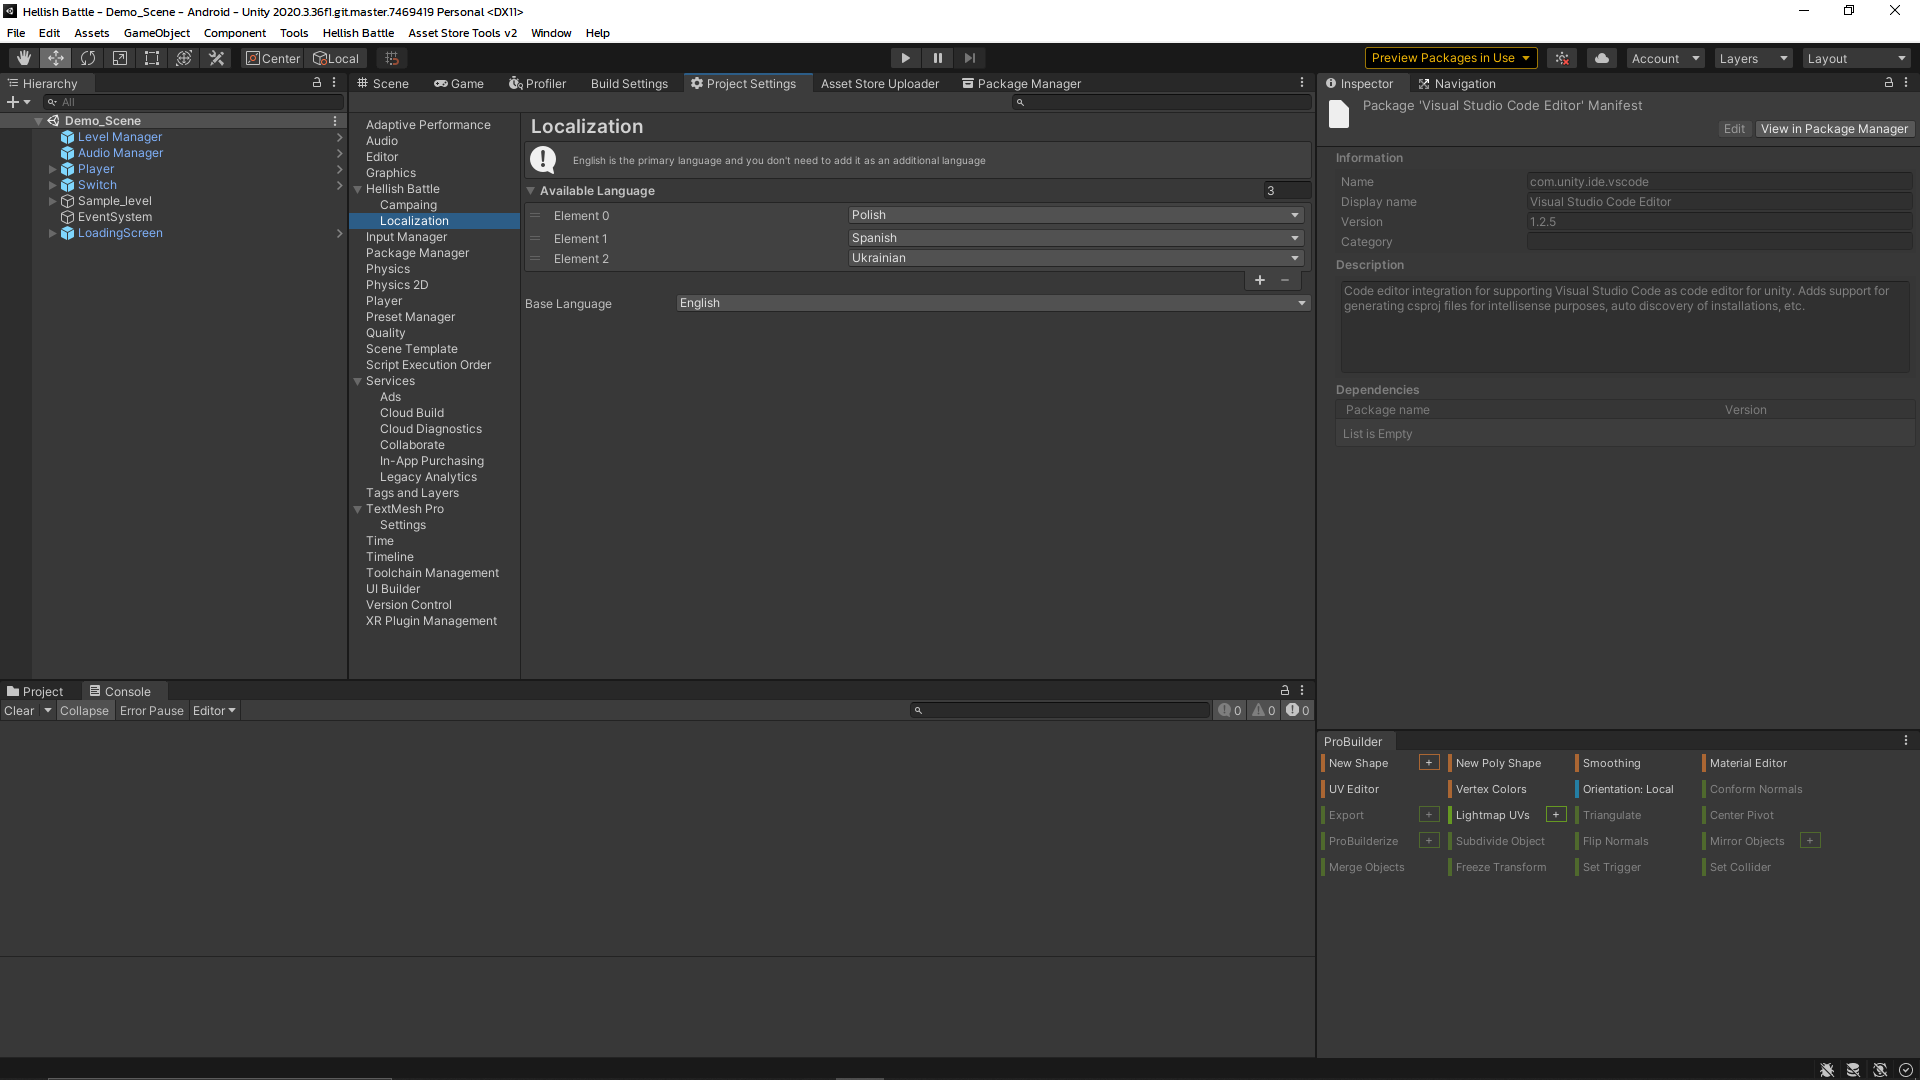 Hellish Battle - Demo_Scene - Android - Unity 2020.3.36f1.git.master.7469419 Personal <DX11>
File Edit Assets GameObject Component Tools Hellish Battle Asset Store Tools v2 Window Help
Center Local
Preview Packages in Use Account Layers Layout
Hierarchy
All
Demo_Scene
Level Manager
Audio Manager
Player
Switch
Sample_level
EventSystem
LoadingScreen
Scene Game Profiler Build Settings Project Settings Asset Store Uploader Package Manager
Adaptive Performance
Audio
Editor
Graphics
Hellish Battle
Campaing
Localization
Input Manager
Package Manager
Physics
Physics 2D
Player
Preset Manager
Quality
Scene Template
Script Execution Order
Services
Ads
Cloud Build
Cloud Diagnostics
Collaborate
In-App Purchasing
Legacy Analytics
Tags and Layers
TextMesh Pro
Settings
Time
Timeline
Toolchain Management
UI Builder
Version Control
XR Plugin Management
Localization
English is the primary language and you don't need to add it as an additional language
Available Language 3
Element 0 Polish
Element 1 Spanish
Element 2 Ukrainian
+ -
Base Language English
Inspector Navigation
Package 'Visual Studio Code Editor' Manifest
Edit View in Package Manager
Information
Name com.unity.ide.vscode
Display name Visual Studio Code Editor
Version 1.2.5
Category
Description
Code editor integration for supporting Visual Studio Code as code editor for unity. Adds support for
generating csproj files for intellisense purposes, auto discovery of installations, etc.
Dependencies
Package name Version
List is Empty
Project Console
Clear Collapse Error Pause Editor 0 0 0
ProBuilder
New Shape + New Poly Shape Smoothing Material Editor
UV Editor Vertex Colors Orientation: Local Conform Normals
Export + Lightmap UVs + Triangulate Center Pivot
ProBuilderize + Subdivide Object Flip Normals Mirror Objects +
Merge Objects Freeze Transform Set Trigger Set Collider